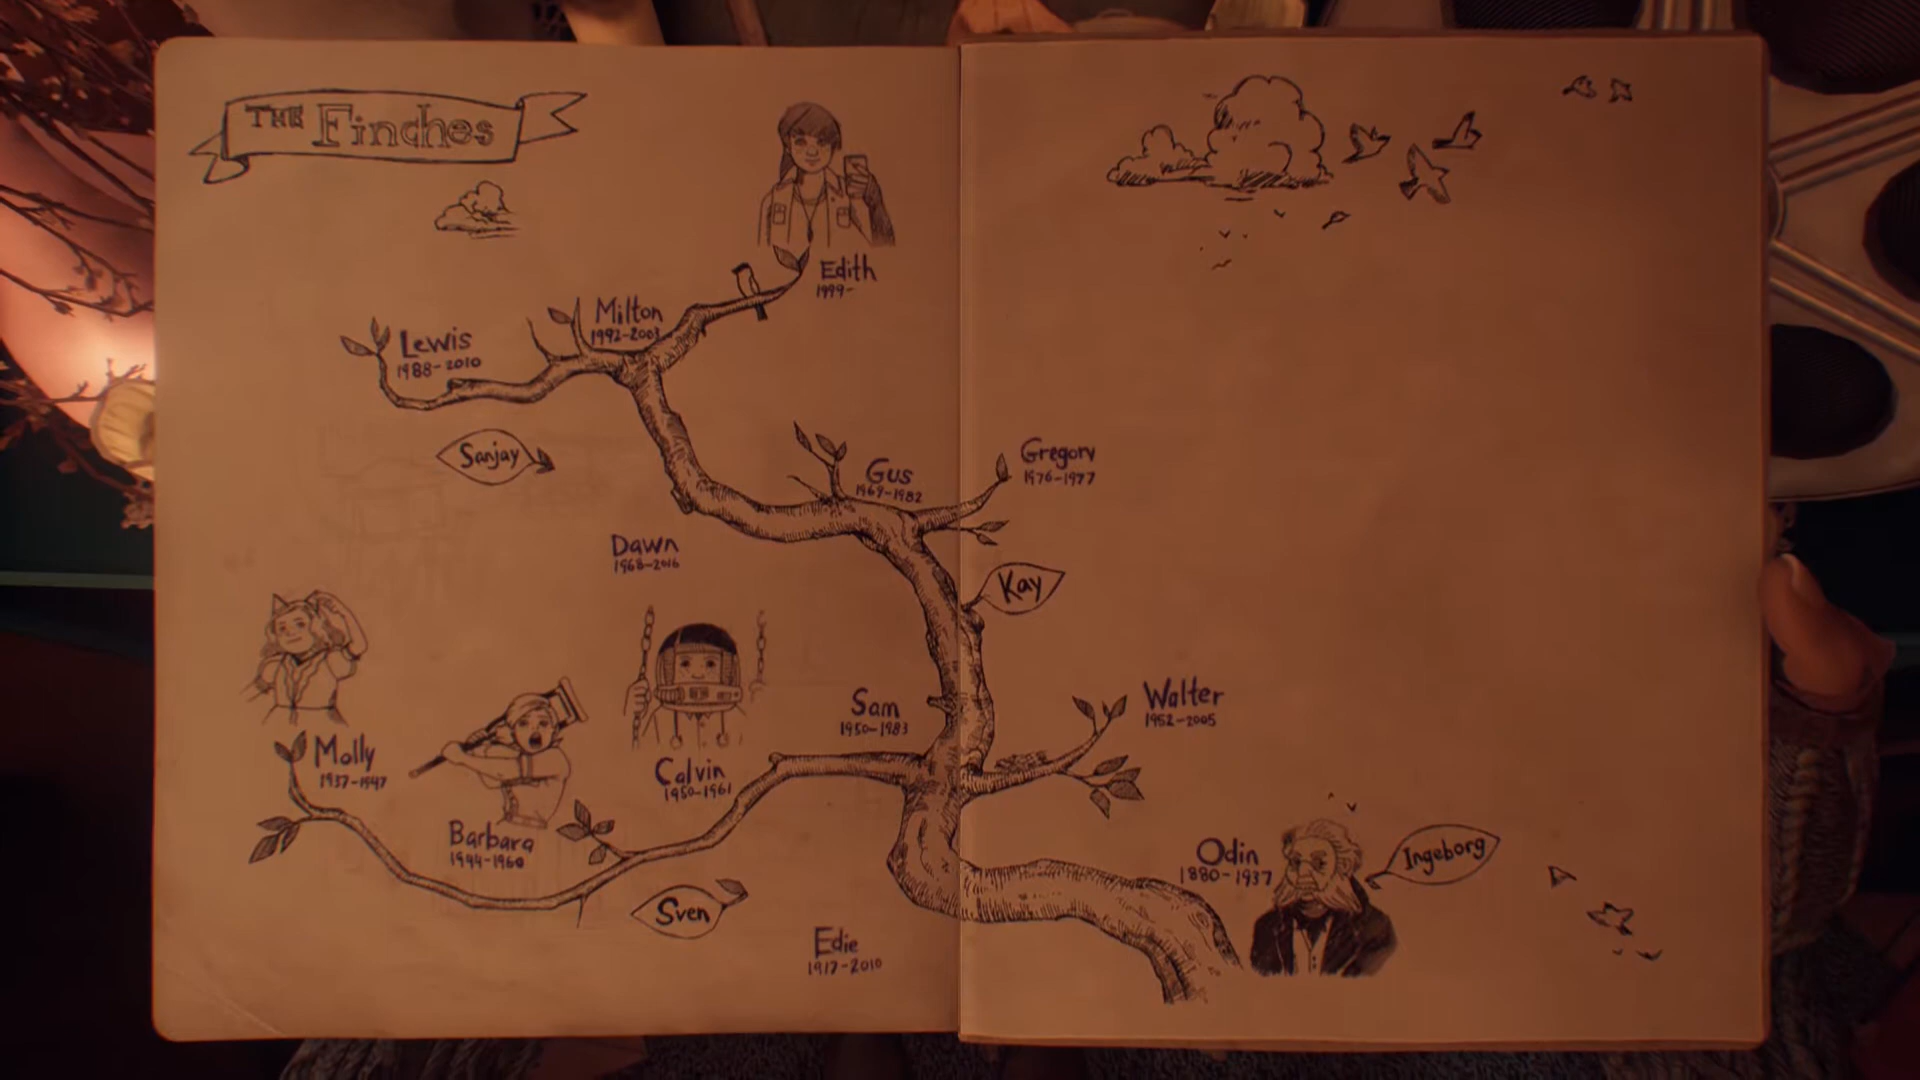 THE Finches
Edith
1999-
Milton
1992-2003
Lewis
1988-2010
Sanjay
Gregory
1976-1977
Gus
1969-1982
Dawn
1968-2016
Kay
Walter
1952-2005
Sam
1950-1983
Calvin
1950-1961
Molly
1937-1947
Barbara
1944-1960
Odin
1880-1937
Ingeborg
Sven
Edie
1917-2010